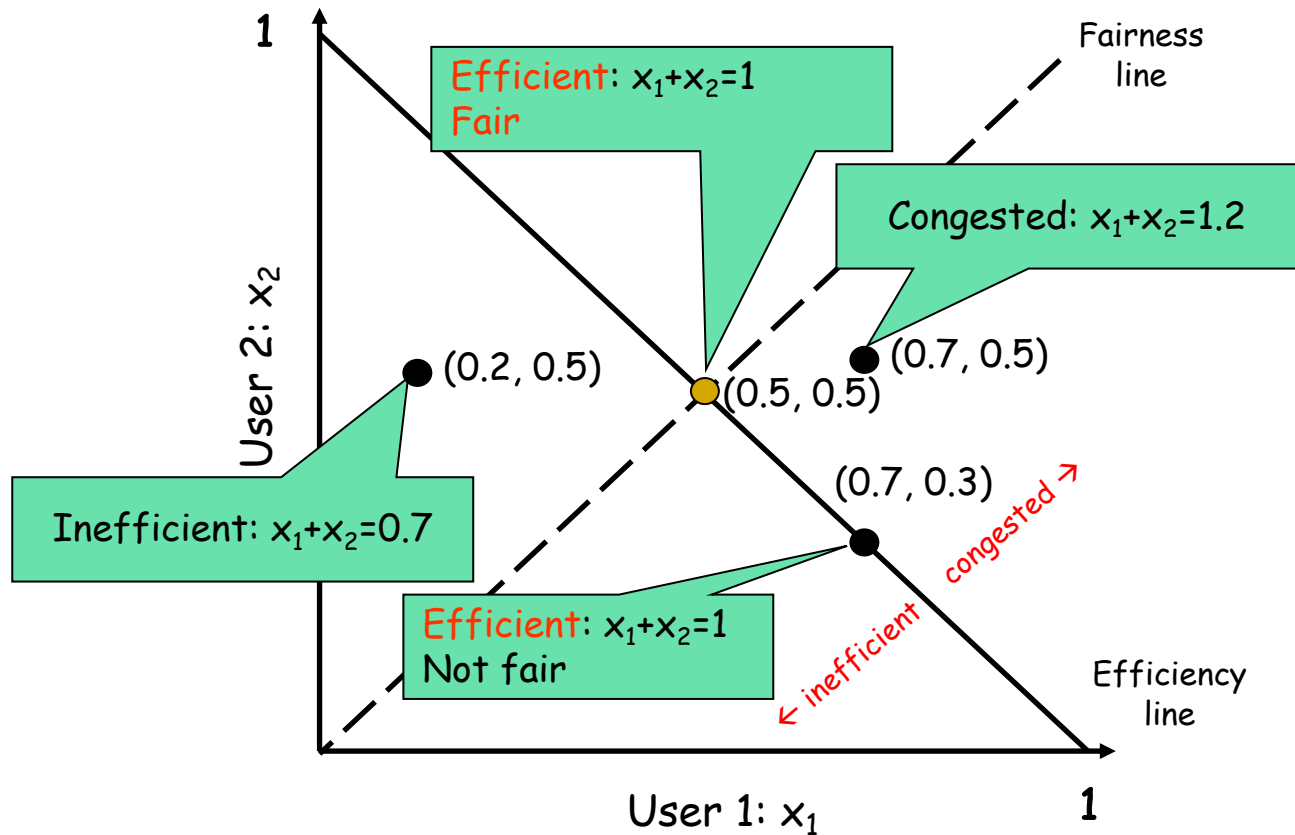 1
Fairness
line
Efficient: x₁+x₂=1
Fair
Congested: x₁+x₂=1.2
User 2: x₂
(0.2, 0.5)
(0.5, 0.5)
(0.7, 0.5)
(0.7, 0.3)
Inefficient: x₁+x₂=0.7
congested →
← inefficient
Efficient: x₁+x₂=1
Not fair
Efficiency
line
User 1: x₁
1